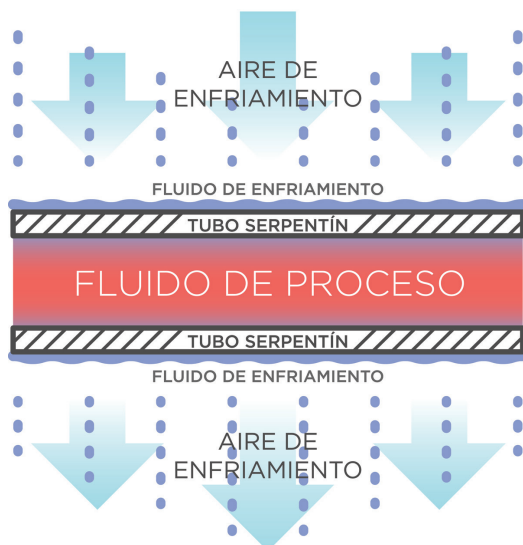 AIRE DE
ENFRIAMIENTO
FLUIDO DE ENFRIAMIENTO
TUBO SERPENTÍN
FLUIDO DE PROCESO
TUBO SERPENTÍN
FLUIDO DE ENFRIAMIENTO
AIRE DE
ENFRIAMIENTO